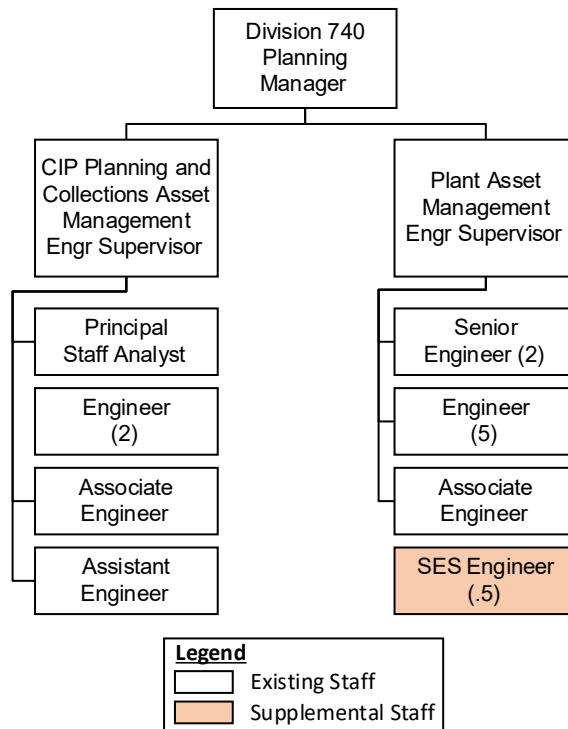 Division 740
Planning
Manager
CIP Planning and
Collections Asset
Management
Engr Supervisor
Principal
Staff Analyst
Engineer
(2)
Associate
Engineer
Assistant
Engineer
Plant Asset
Management
Engr Supervisor
Senior
Engineer (2)
Engineer
(5)
Associate
Engineer
SES Engineer
(.5)
Legend
Existing Staff
Supplemental Staff